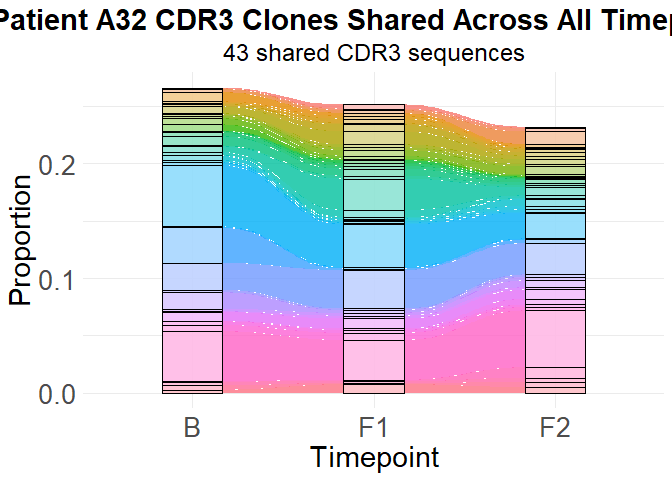 Patient A32 CDR3 Clones Shared Across All Timep
43 shared CDR3 sequences
Proportion
0.2
0.1
0.0
B F1 F2
Timepoint